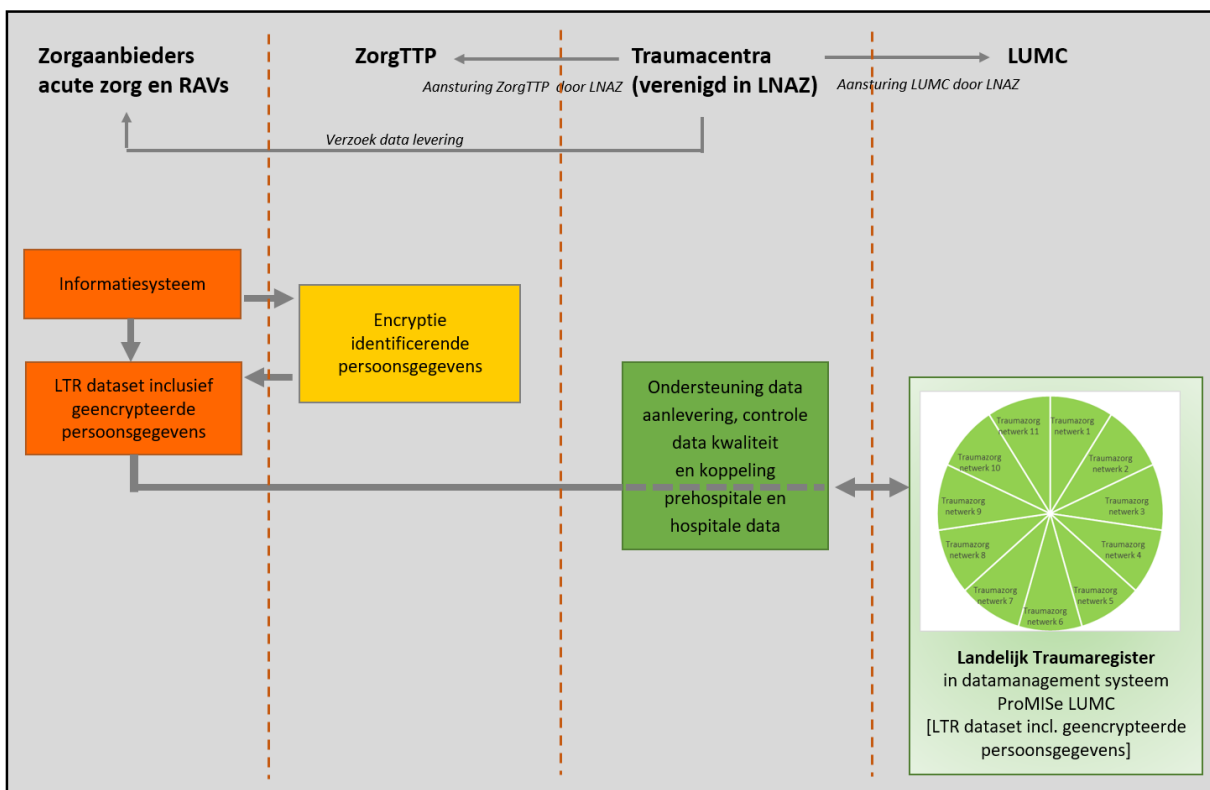 Zorgaanbieders
acute zorg en RAVs
ZorgTTP
Traumacentra
(verenigd in LNAZ)
LUMC
Aansturing ZorgTTP door LNAZ
Aansturing LUMC door LNAZ
Verzoek data levering
Informatiesysteem
Encryptie
identificerende
persoonsgegevens
LTR dataset inclusief
geencrypteerde
persoonsgegevens
Ondersteuning data
aanlevering, controle
data kwaliteit
en koppeling
prehospitale en
hospitale data
Traumazorg
netwerk 1
Traumazorg
netwerk 2
Traumazorg
netwerk 3
Traumazorg
netwerk 4
Traumazorg
netwerk 5
Traumazorg
netwerk 6
Traumazorg
netwerk 7
Traumazorg
netwerk 8
Traumazorg
netwerk 9
Traumazorg
netwerk 10
Traumazorg
netwerk 11
Landelijk Traumaregister
in datamanagement systeem
ProMISe LUMC
[LTR dataset incl. geencrypteerde
persoonsgegevens]